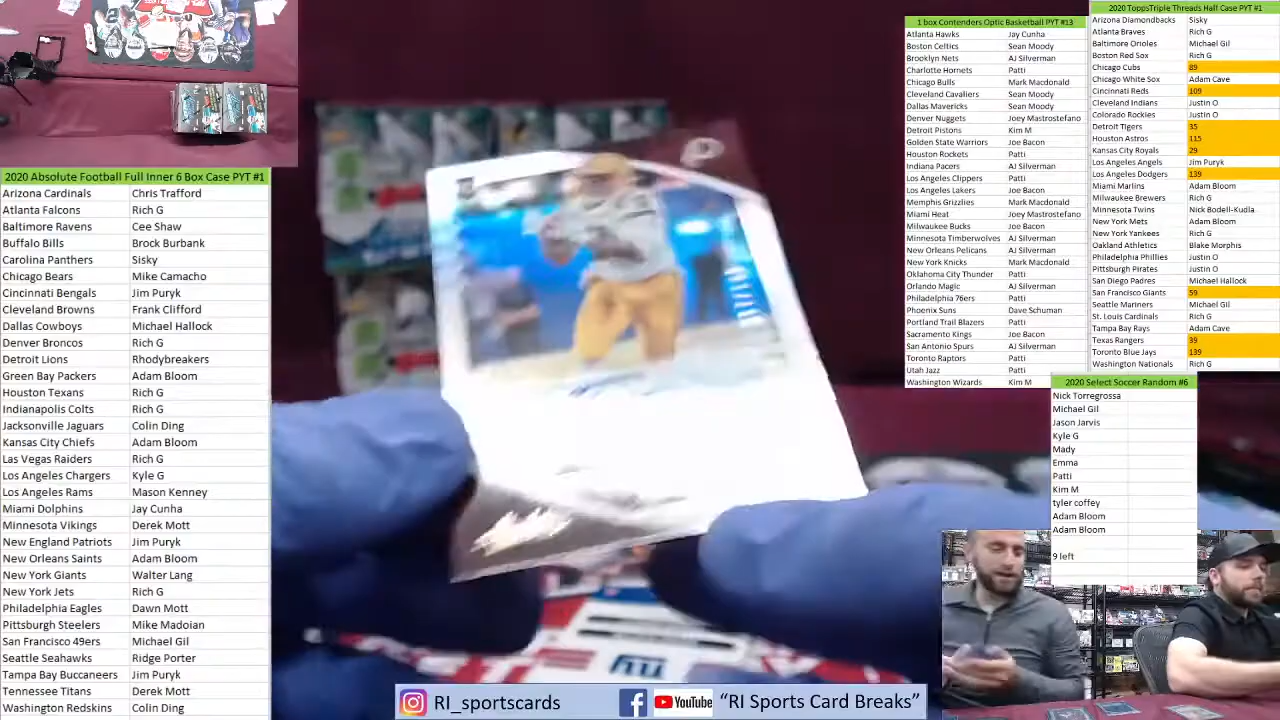 2020 Absolute Football Full Inner 6 Box Case PYT #1
Arizona Cardinals Chris Trafford
Atlanta Falcons Rich G
Baltimore Ravens Cee Shaw
Buffalo Bills Brock Burbank
Carolina Panthers Sisky
Chicago Bears Mike Camacho
Cincinnati Bengals Jim Puryk
Cleveland Browns Frank Clifford
Dallas Cowboys Michael Hallock
Denver Broncos Rich G
Detroit Lions Rhodybreakers
Green Bay Packers Adam Bloom
Houston Texans Rich G
Indianapolis Colts Rich G
Jacksonville Jaguars Colin Ding
Kansas City Chiefs Adam Bloom
Las Vegas Raiders Rich G
Los Angeles Chargers Kyle G
Los Angeles Rams Mason Kenney
Miami Dolphins Jay Cunha
Minnesota Vikings Derek Mott
New England Patriots Jim Puryk
New Orleans Saints Adam Bloom
New York Giants Walter Lang
New York Jets Rich G
Philadelphia Eagles Dawn Mott
Pittsburgh Steelers Mike Madoian
San Francisco 49ers Michael Gil
Seattle Seahawks Ridge Porter
Tampa Bay Buccaneers Jim Puryk
Tennessee Titans Derek Mott
Washington Redskins Colin Ding
1 box Contenders Optic Basketball PYT #13
Atlanta Hawks Jay Cunha
Boston Celtics Sean Moody
Brooklyn Nets AJ Silverman
Charlotte Hornets Patti
Chicago Bulls Mark Macdonald
Cleveland Cavaliers Sean Moody
Dallas Mavericks Sean Moody
Denver Nuggets Joey Mastrostefano
Detroit Pistons Kim M
Golden State Warriors Joe Bacon
Houston Rockets Patti
Indiana Pacers AJ Silverman
Los Angeles Clippers Patti
Los Angeles Lakers Joe Bacon
Memphis Grizzlies Mark Macdonald
Miami Heat Joey Mastrostefano
Milwaukee Bucks Joe Bacon
Minnesota Timberwolves AJ Silverman
New Orleans Pelicans AJ Silverman
New York Knicks Mark Macdonald
Oklahoma City Thunder Patti
Orlando Magic AJ Silverman
Philadelphia 76ers Patti
Phoenix Suns Dave Schuman
Portland Trail Blazers Patti
Sacramento Kings Joe Bacon
San Antonio Spurs AJ Silverman
Toronto Raptors Patti
Utah Jazz Patti
Washington Wizards Kim M
2020 ToppsTriple Threads Half Case PYT #1
Arizona Diamondbacks Sisky
Atlanta Braves Rich G
Baltimore Orioles Michael Gil
Boston Red Sox Rich G
Chicago Cubs 89
Chicago White Sox Adam Cave
Cincinnati Reds 109
Cleveland Indians Justin O
Colorado Rockies Justin O
Detroit Tigers 35
Houston Astros 115
Kansas City Royals 29
Los Angeles Angels Jim Puryk
Los Angeles Dodgers 139
Miami Marlins Adam Bloom
Milwaukee Brewers Rich G
Minnesota Twins Nick Bodell-Kudla
New York Mets Adam Bloom
New York Yankees Rich G
Oakland Athletics Blake Morphis
Philadelphia Phillies Justin O
Pittsburgh Pirates Justin O
San Diego Padres Michael Hallock
San Francisco Giants 59
Seattle Mariners Michael Gil
St. Louis Cardinals Rich G
Tampa Bay Rays Adam Cave
Texas Rangers 39
Toronto Blue Jays 139
Washington Nationals Rich G
2020 Select Soccer Random #6
Nick Torregrossa
Michael Gil
Jason Jarvis
Kyle G
Mady
Emma
Patti
Kim M
tyler coffey
Adam Bloom
Adam Bloom
9 left
RI_sportscards YouTube "RI Sports Card Breaks"